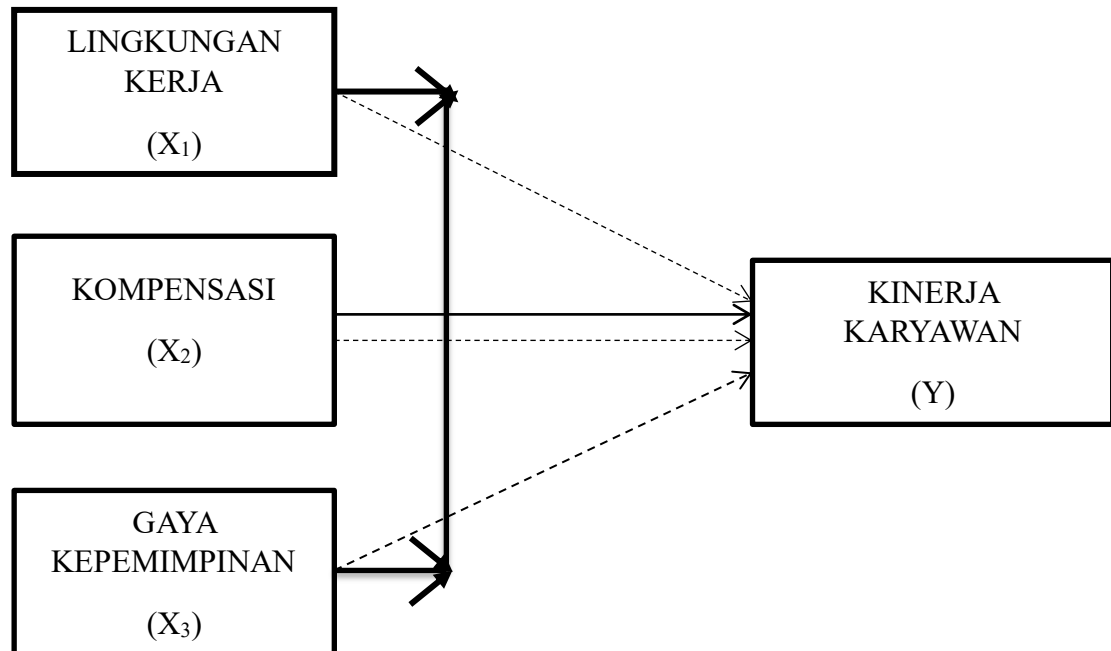 LINGKUNGAN
KERJA
(X₁)
KOMPENSASI
(X₂)
GAYA
KEPEMIMPINAN
(X₃)
KINERJA
KARYAWAN
(Y)